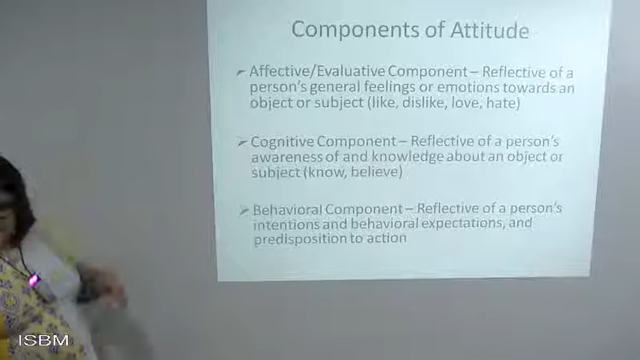 Components of Attitude
Affective/Evaluative Component – Reflective of a
person's general feelings or emotions towards an
object or subject (like, dislike, love, hate)
Cognitive Component – Reflective of a person's
awareness of and knowledge about an object or
subject (know, believe)
Behavioral Component – Reflective of a person's
intentions and behavioral expectations, and
predisposition to action
ISBM